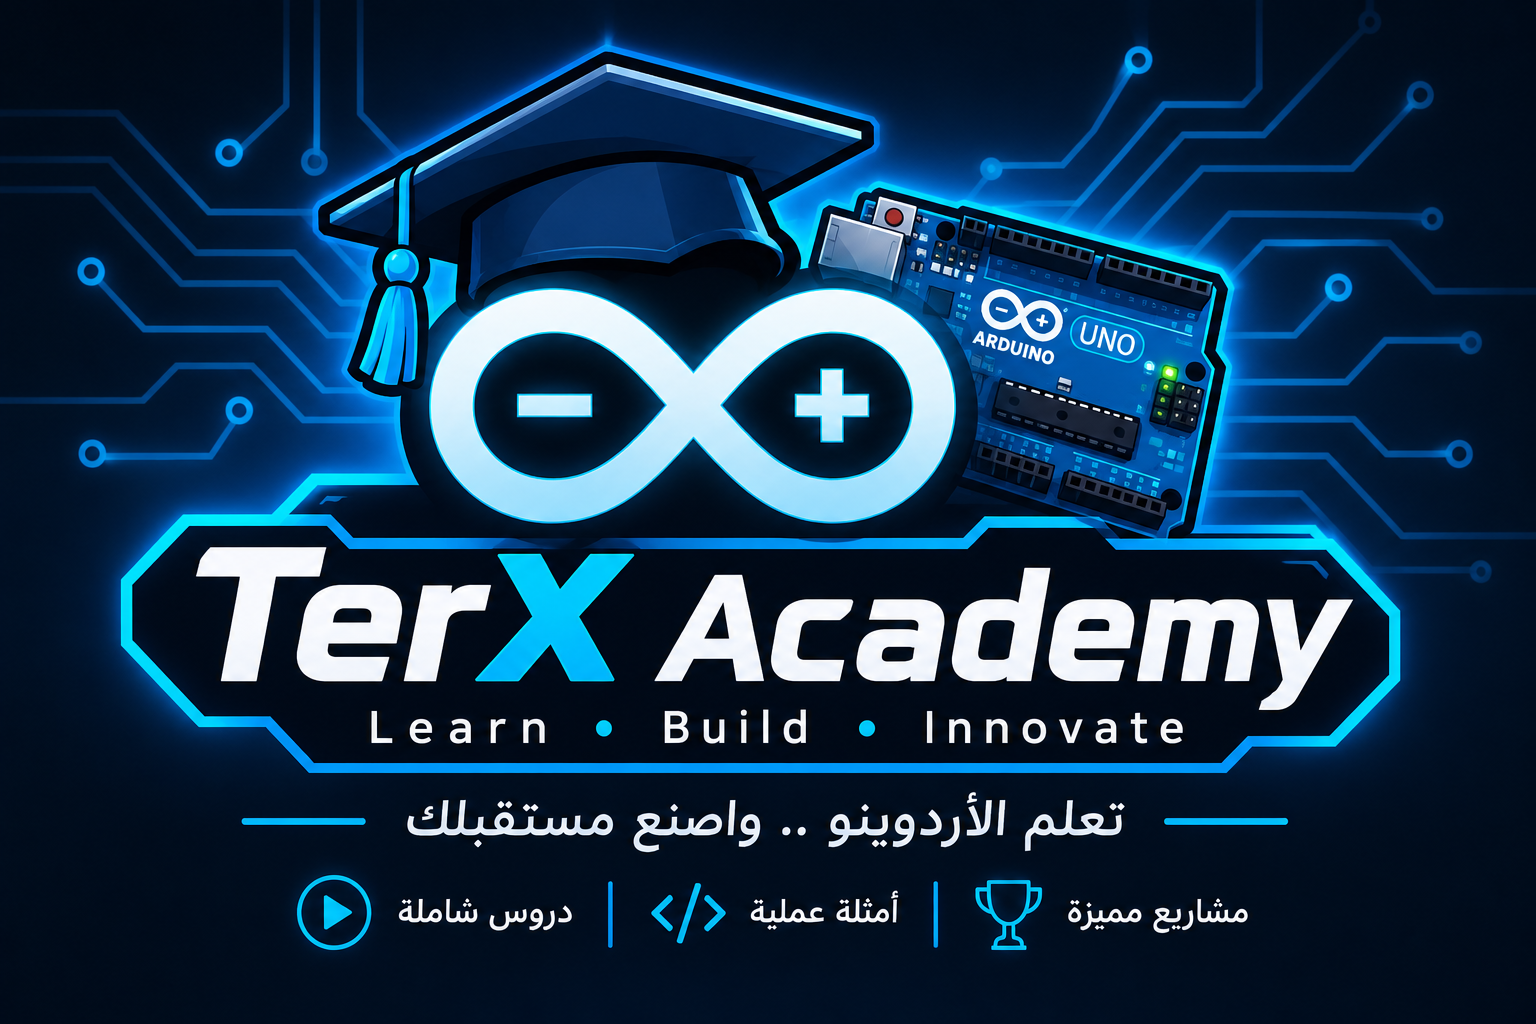 ARDUINO UNO
TerX Academy
Learn • Build • Innovate
تعلم الأردوينو .. واصنع مستقبلك
مشاريع مميزة
أمثلة عملية
دروس شاملة